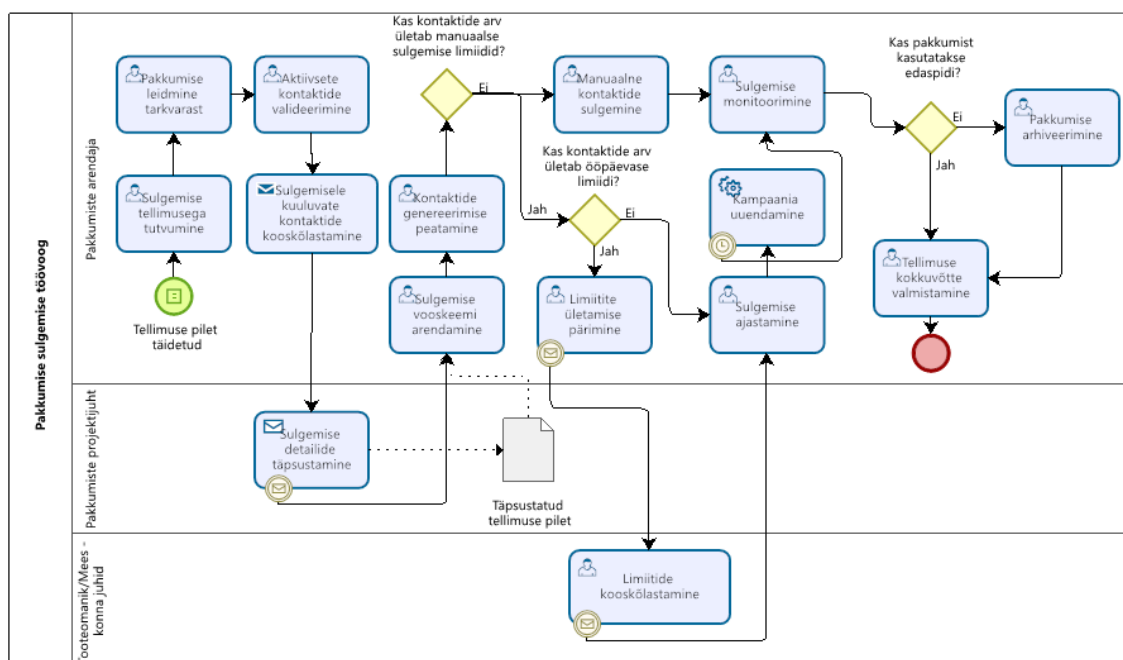 Pakkumise sulgemise töövoog
Pakkumiste arendaja
Pakkumise
leidmine
tarkvarast
Aktiivsete
kontaktide
valideerimine
Kas kontaktide arv
ületab manuaalse
sulgemise limiidid?
Ei
Jah
Manuaalne
kontaktide
sulgemine
Sulgemise
monitoorimine
Kas pakkumist
kasutatakse
edaspidi?
Ei
Jah
Pakkumise
arhiveerimine
Sulgemise
tellimusega
tutvumine
Sulgemisele
kuuluvate
kontaktide
kooskõlastamine
Kontaktide
genereerimise
peatamine
Kas kontaktide arv
ületab ööpäevase
limiidi?
Ei
Jah
Kampaania
uuendamine
Tellimuse
kokkuvõtte
valmistamine
Tellimuse pilet
täidetud
Sulgemise
vooskeemi
arendamine
Limiitite
ületamise
pärimine
Sulgemise
ajastamine
Pakkumiste projektijuht
Sulgemise
detailide
täpsustamine
Täpsustatud
tellimuse pilet
Tooteomanik/Mees -
konna juhid
Limiitide
kooskõlastamine